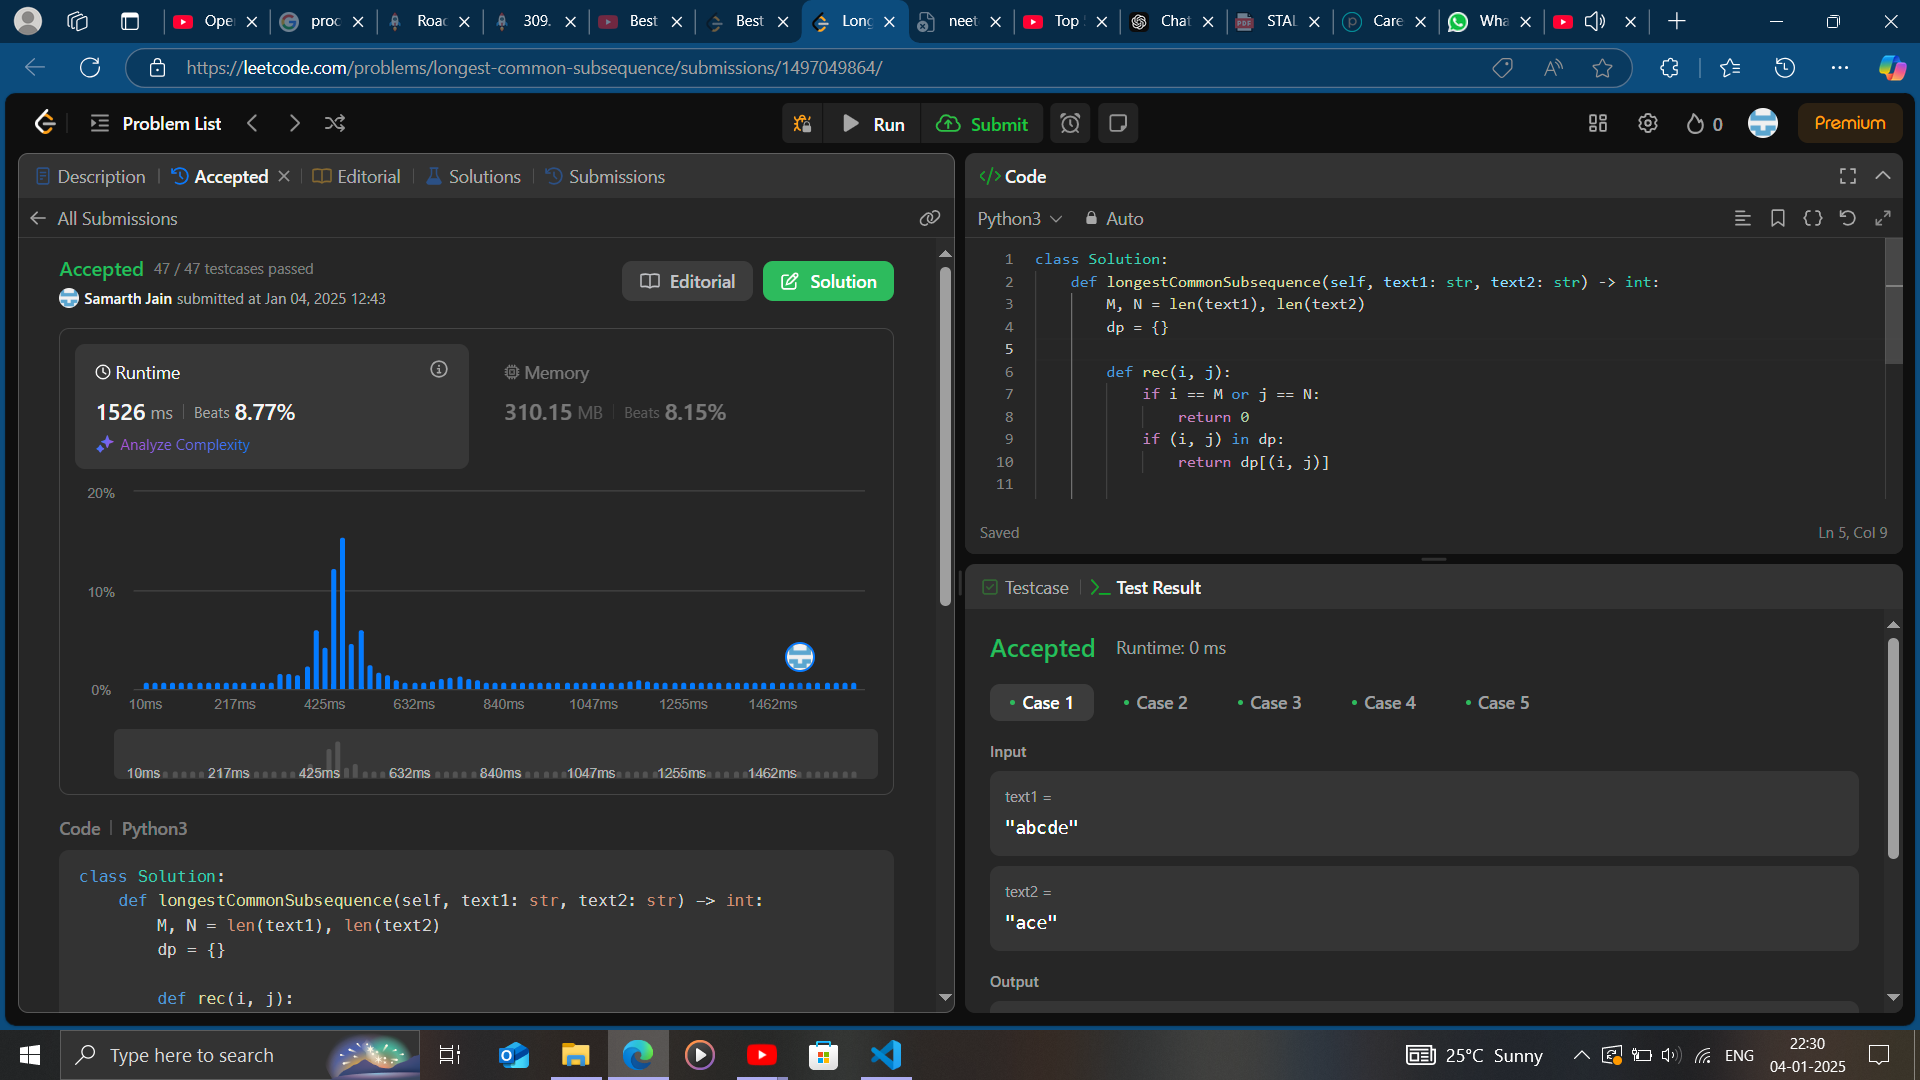 Oper
proc
Roac
309.
Best
Best
Long
neet
Top
Chat
STAL
Care
Wha
https://leetcode.com/problems/longest-common-subsequence/submissions/1497049864/
Problem List
Run
Submit
0
Premium
Description
Accepted
Editorial
Solutions
Submissions
All Submissions
Accepted 47 / 47 testcases passed
Samarth Jain submitted at Jan 04, 2025 12:43
Editorial
Solution
Runtime
1526 ms Beats 8.77%
Analyze Complexity
Memory
310.15 MB Beats 8.15%
20%
10%
0%
10ms 217ms 425ms 632ms 840ms 1047ms 1255ms 1462ms
10ms 217ms 425ms 632ms 840ms 1047ms 1255ms 1462ms
Code Python3
class Solution:
def longestCommonSubsequence(self, text1: str, text2: str) -> int:
M, N = len(text1), len(text2)
dp = {}
def rec(i, j):
</> Code
Python3 Auto
1 class Solution:
2 def longestCommonSubsequence(self, text1: str, text2: str) -> int:
3 M, N = len(text1), len(text2)
4 dp = {}
5
6 def rec(i, j):
7 if i == M or j == N:
8 return 0
9 if (i, j) in dp:
10 return dp[(i, j)]
11
Saved
Ln 5, Col 9
Testcase
Test Result
Accepted Runtime: 0 ms
Case 1
Case 2
Case 3
Case 4
Case 5
Input
text1 =
"abcde"
text2 =
"ace"
Output
Type here to search
25°C Sunny
ENG
22:30
04-01-2025